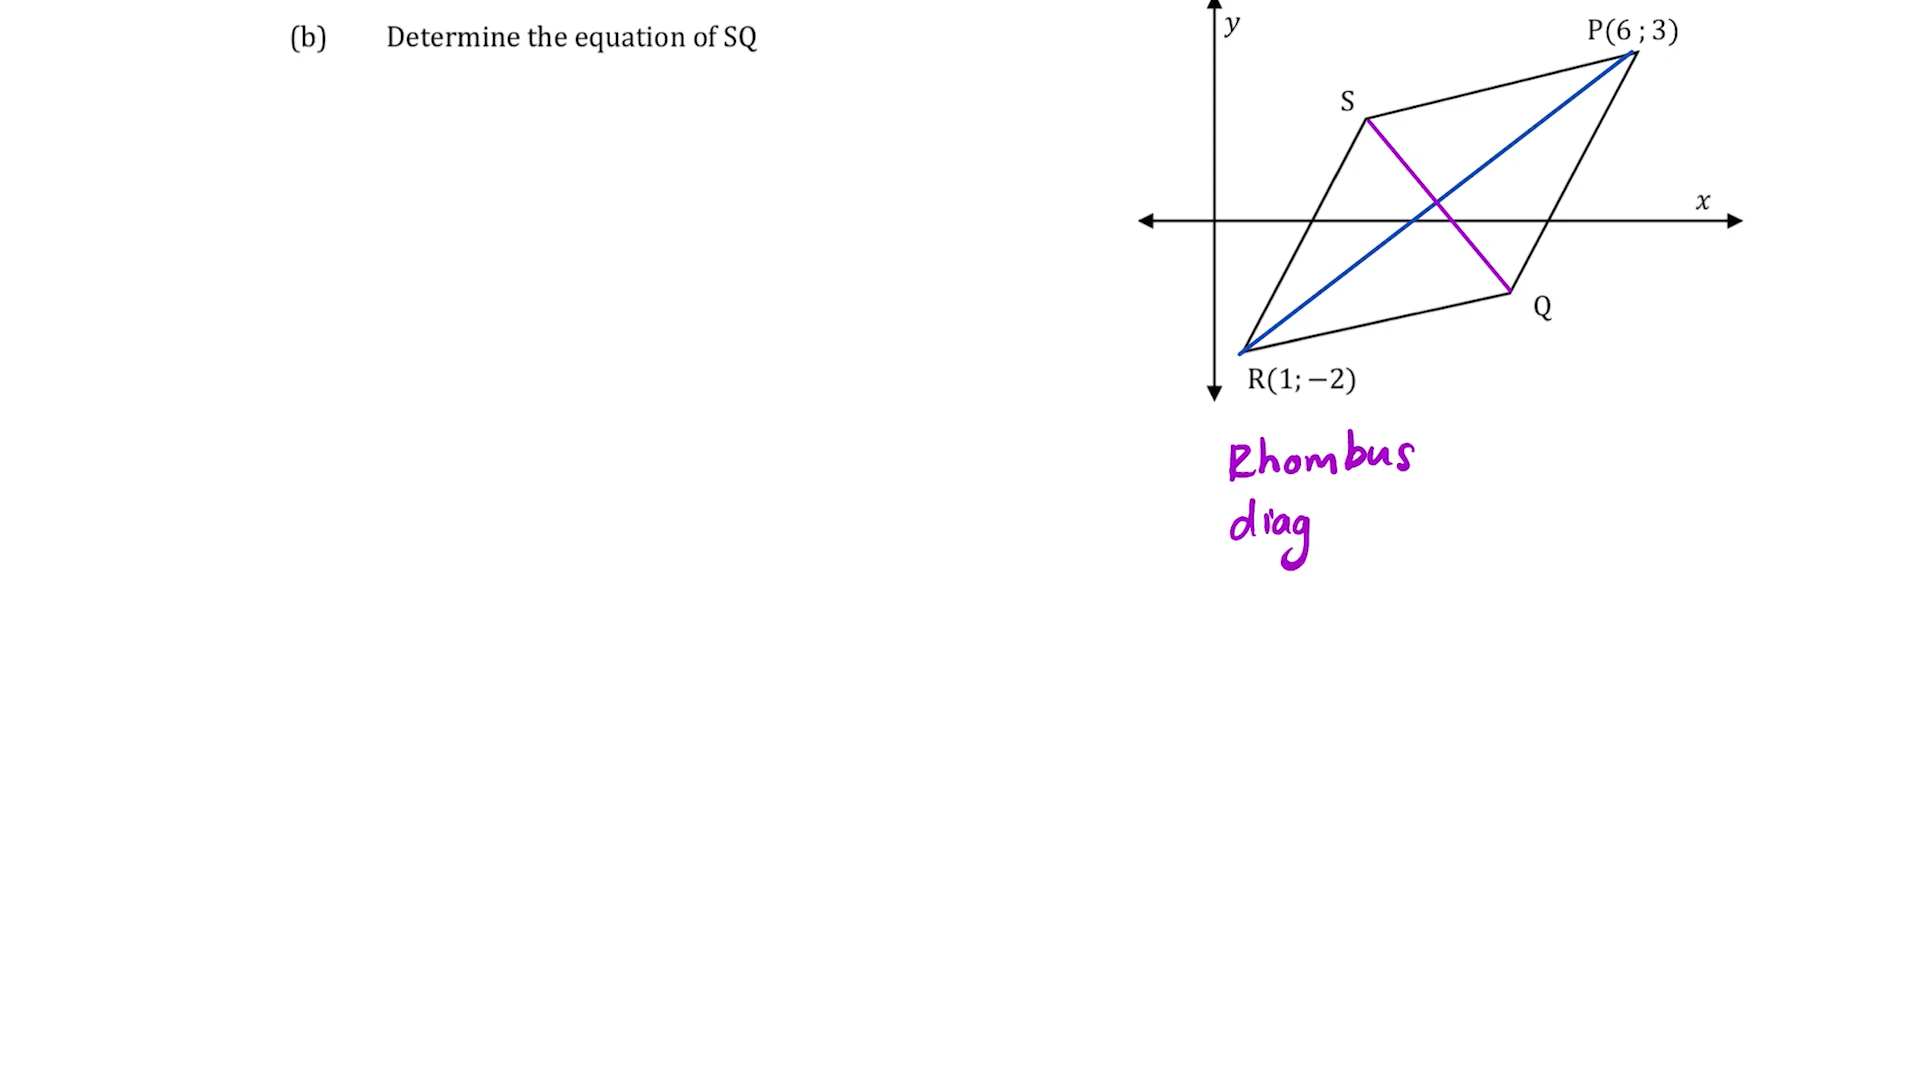 (b) Determine the equation of SQ
y
P(6 ; 3)
S
x
Q
R(1; −2)
Rhombus
diag